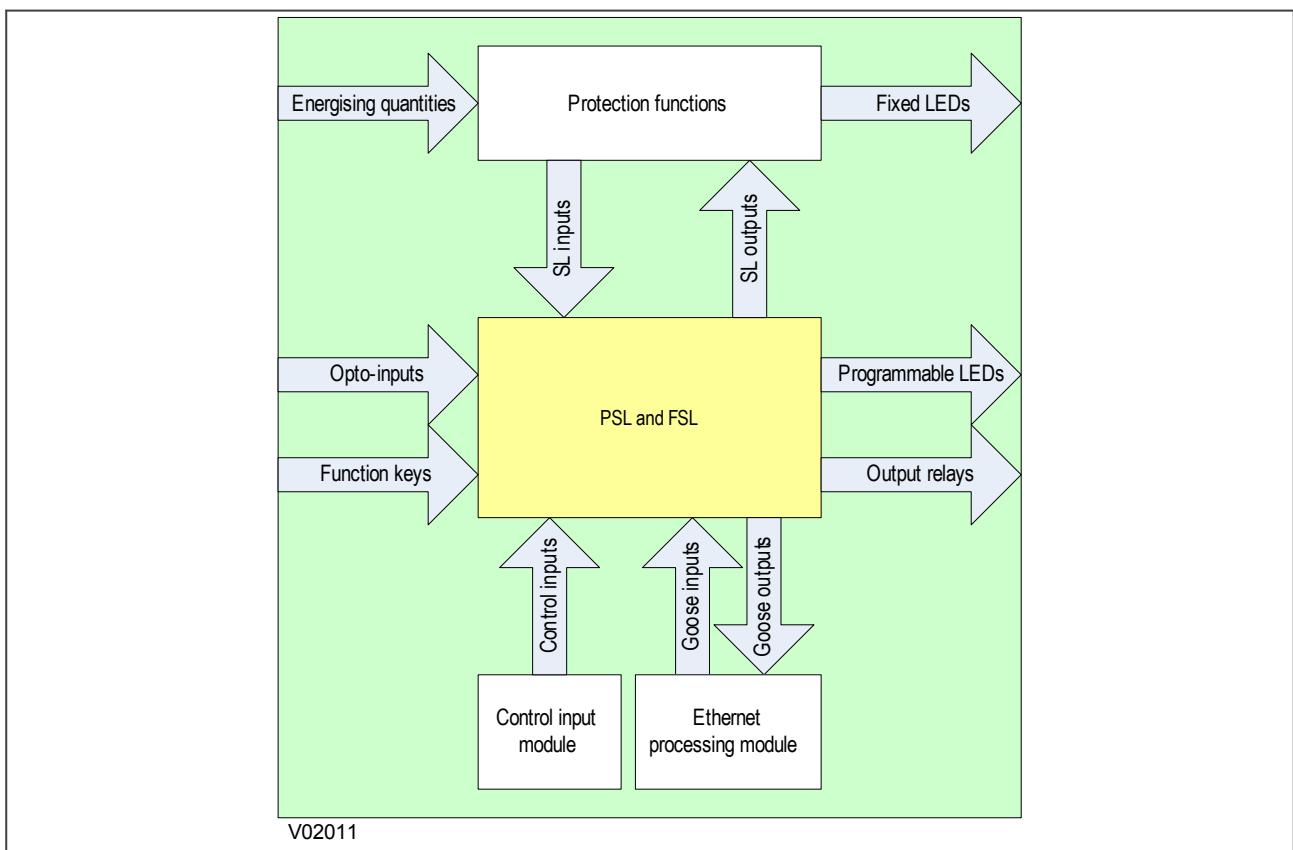 Energising quantities
Protection functions
Fixed LEDs
SL inputs
SL outputs
Opto-inputs
Programmable LEDs
PSL and FSL
Function keys
Output relays
Control inputs
Goose inputs
Goose outputs
Control input
module
Ethernet
processing module
V02011